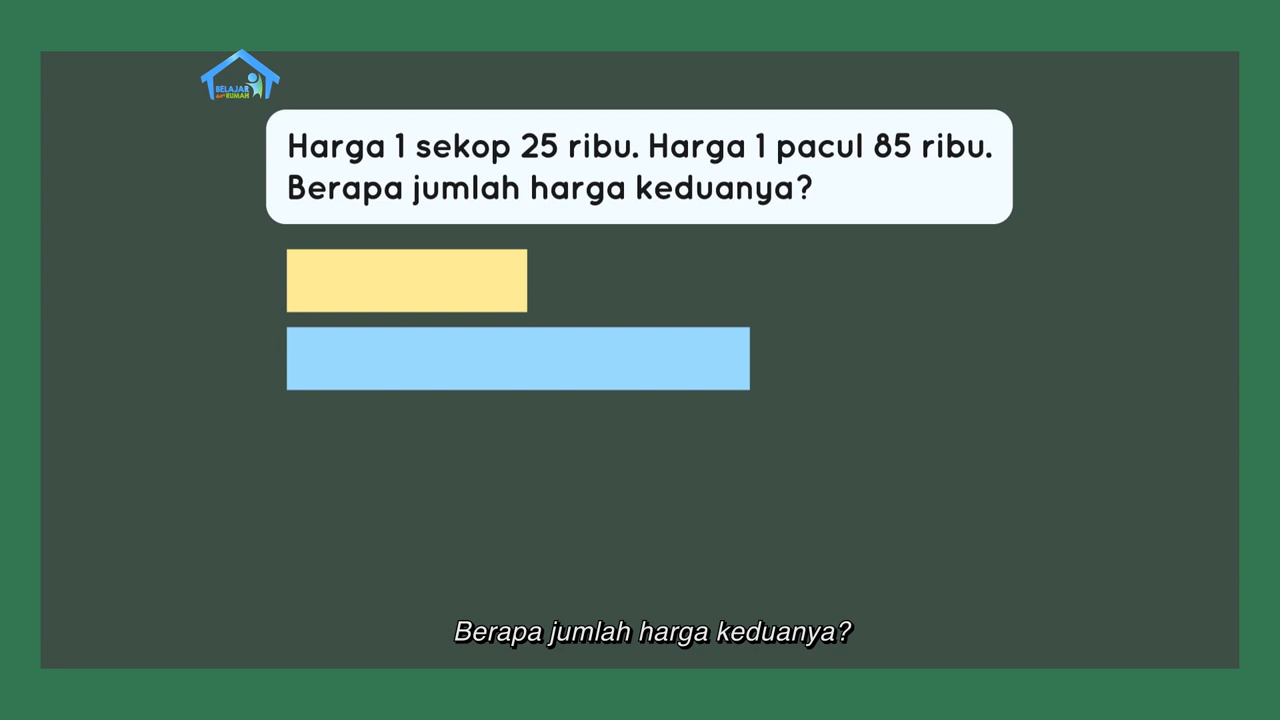 BELAJAR
dari RUMAH
Harga 1 sekop 25 ribu. Harga 1 pacul 85 ribu.
Berapa jumlah harga keduanya?
Berapa jumlah harga keduanya?